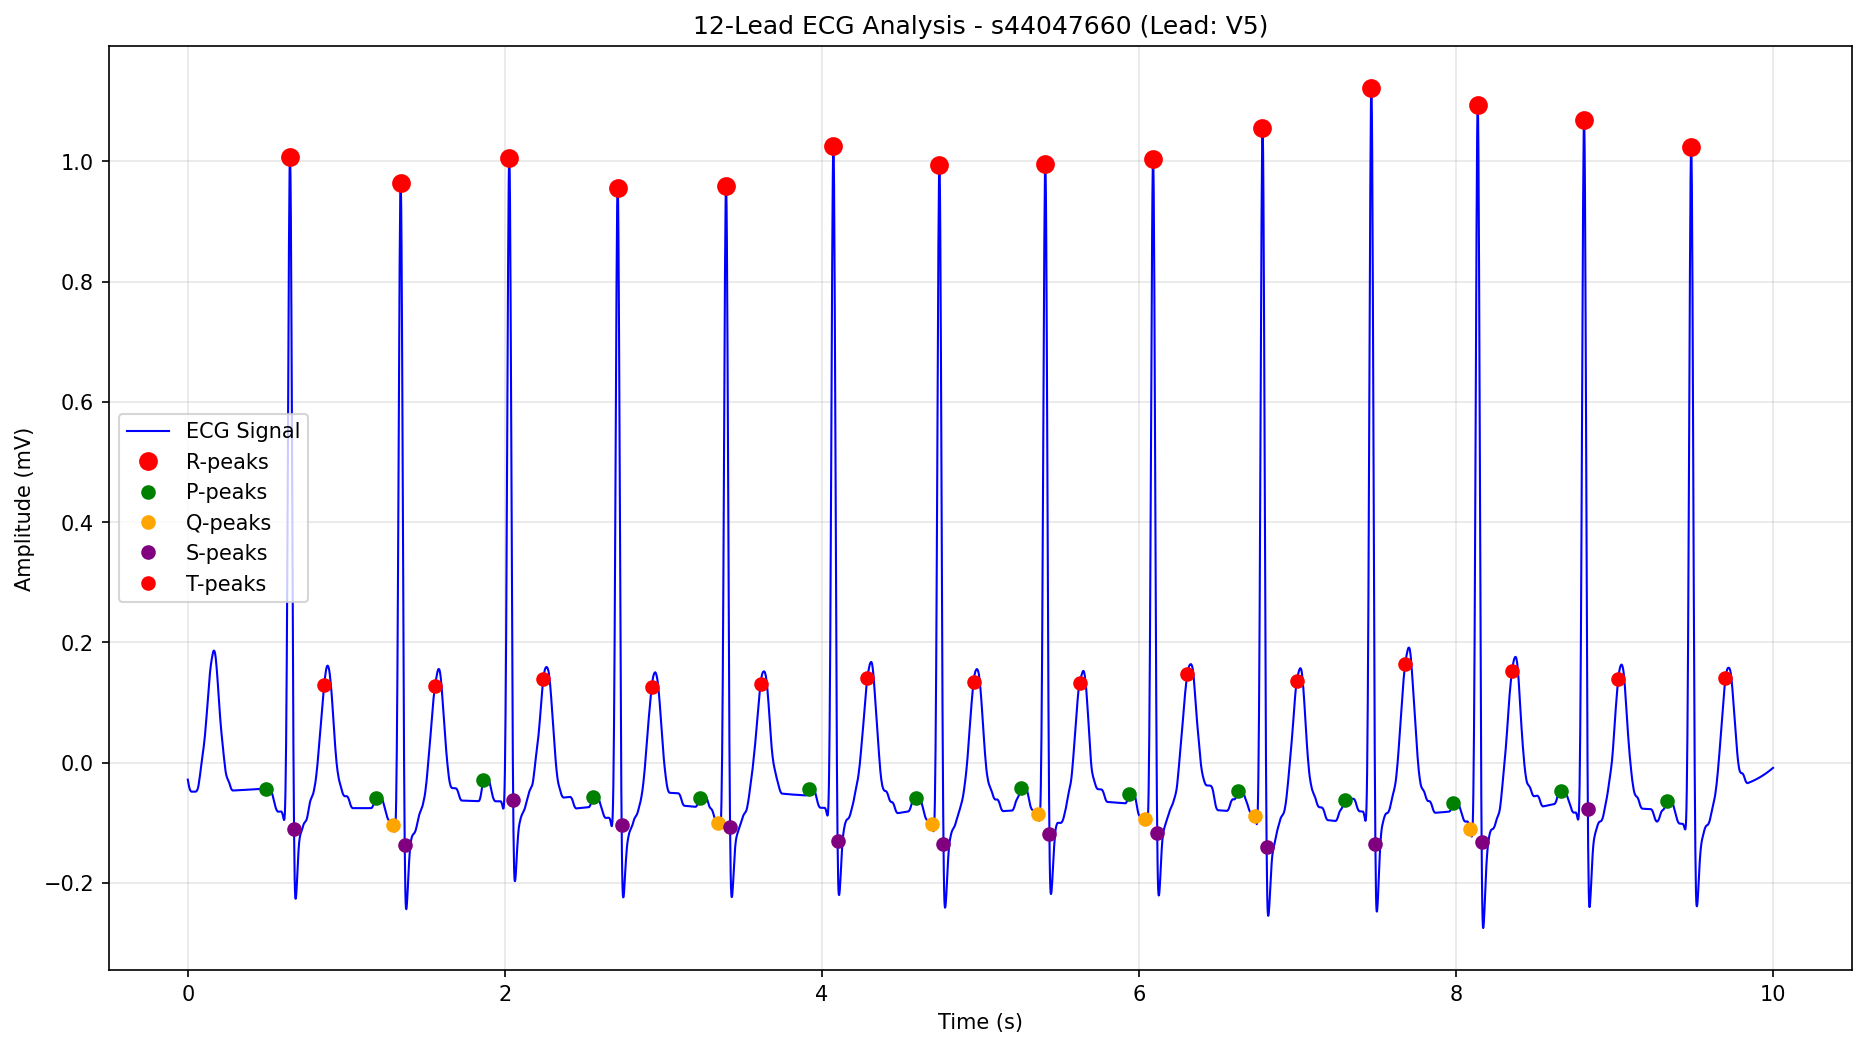 12-Lead ECG Analysis - s44047660 (Lead: V5)
Amplitude (mV)
1.0
0.8
0.6
0.4
0.2
0.0
−0.2
ECG Signal
R-peaks
P-peaks
Q-peaks
S-peaks
T-peaks
0 2 4 6 8 10
Time (s)